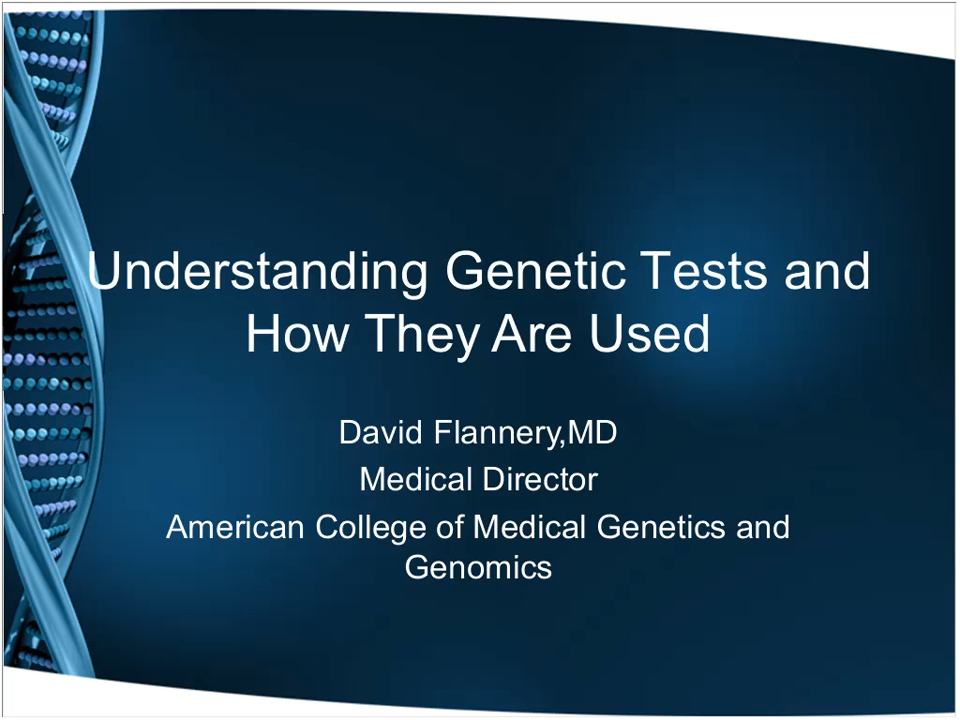 Understanding Genetic Tests and
How They Are Used
David Flannery,MD
Medical Director
American College of Medical Genetics and
Genomics